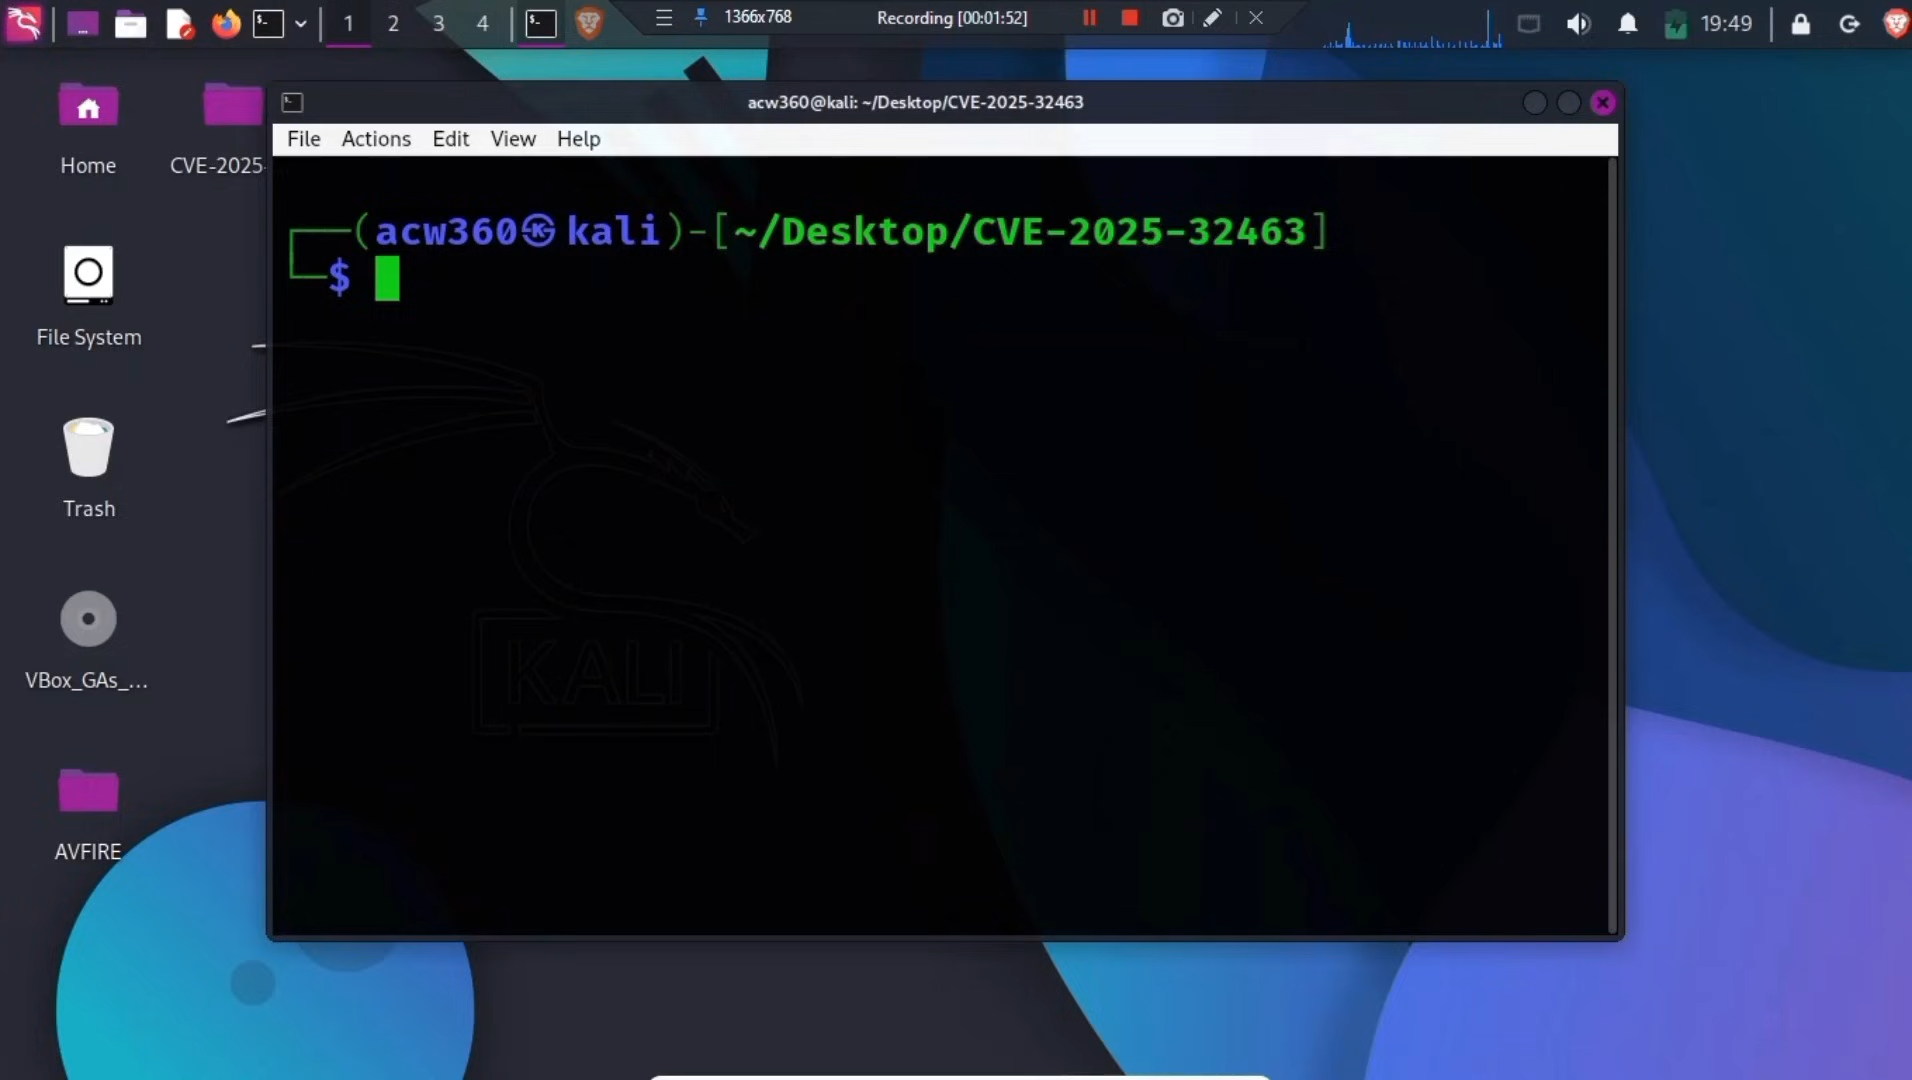 1 2 3 4
1366x768 Recording [00:01:52]
19:49
acw360@kali: ~/Desktop/CVE-2025-32463
File Actions Edit View Help
(acw360㉿kali)-[~/Desktop/CVE-2025-32463]
$
Home
CVE-2025-
File System
Trash
VBox_GAs_...
AVFIRE
KALI